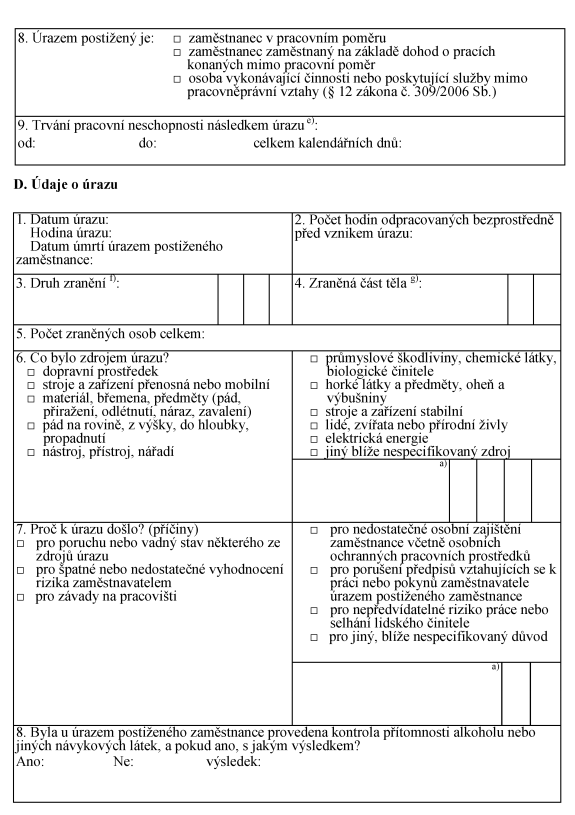 8. Úrazem postižený je:
□ zaměstnanec v pracovním poměru
□ zaměstnanec zaměstnaný na základě dohod o pracích
konaných mimo pracovní poměr
□ osoba vykonávající činnosti nebo poskytující služby mimo
pracovněprávní vztahy (§ 12 zákona č. 309/2006 Sb.)
9. Trvání pracovní neschopnosti následkem úrazu e):
od: do: celkem kalendářních dnů:
D. Údaje o úrazu
1. Datum úrazu:
Hodina úrazu:
Datum úmrtí úrazem postiženého
zaměstnance:
2. Počet hodin odpracovaných bezprostředně
před vznikem úrazu:
3. Druh zranění f):
4. Zraněná část těla g):
5. Počet zraněných osob celkem:
6. Co bylo zdrojem úrazu?
□ dopravní prostředek
□ stroje a zařízení přenosná nebo mobilní
□ materiál, břemena, předměty (pád,
přiražení, odlétnutí, náraz, zavalení)
□ pád na rovině, z výšky, do hloubky,
propadnutí
□ nástroj, přístroj, nářadí
□ průmyslové škodliviny, chemické látky,
biologické činitele
□ horké látky a předměty, oheň a
výbušniny
□ stroje a zařízení stabilní
□ lidé, zvířata nebo přírodní živly
□ elektrická energie
□ jiný blíže nespecifikovaný zdroj
a)
7. Proč k úrazu došlo? (příčiny)
□ pro poruchu nebo vadný stav některého ze
zdrojů úrazu
□ pro špatné nebo nedostatečné vyhodnocení
rizika zaměstnavatelem
□ pro závady na pracovišti
□ pro nedostatečné osobní zajištění
zaměstnance včetně osobních
ochranných pracovních prostředků
□ pro porušení předpisů vztahujících se k
práci nebo pokynů zaměstnavatele
úrazem postiženého zaměstnance
□ pro nepředvídatelné riziko práce nebo
selhání lidského činitele
□ pro jiný, blíže nespecifikovaný důvod
a)
8. Byla u úrazem postiženého zaměstnance provedena kontrola přítomnosti alkoholu nebo
jiných návykových látek, a pokud ano, s jakým výsledkem?
Ano: Ne: výsledek: